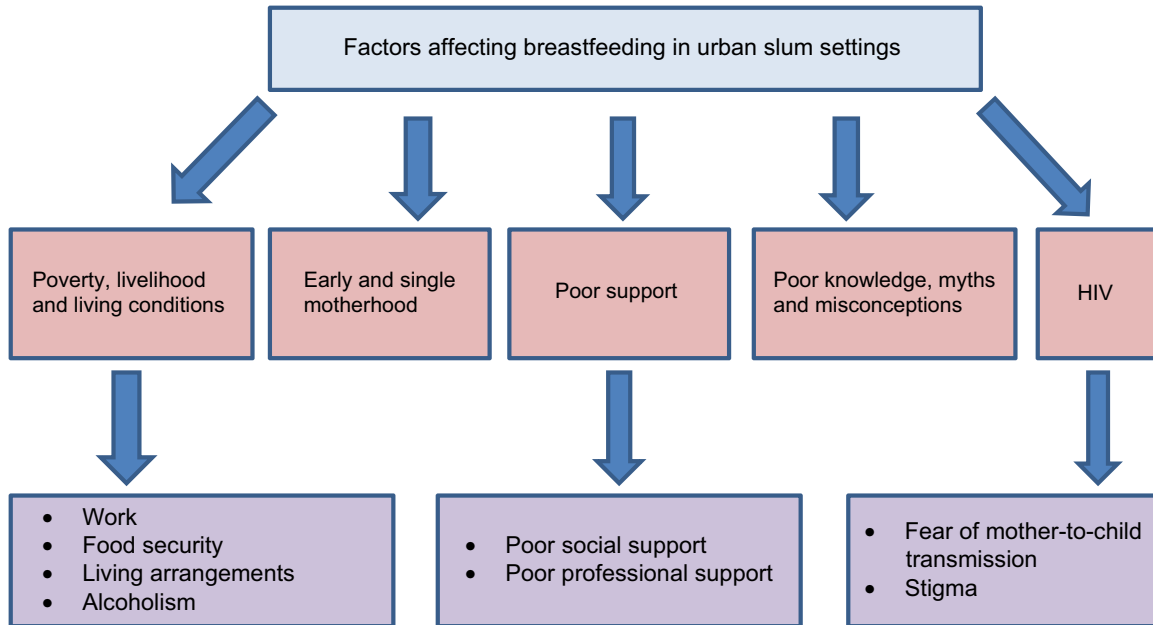 Factors affecting breastfeeding in urban slum settings
Poverty, livelihood
and living conditions
Early and single
motherhood
Poor support
Poor knowledge, myths
and misconceptions
HIV
• Work
• Food security
• Living arrangements
• Alcoholism
• Poor social support
• Poor professional support
• Fear of mother-to-child
transmission
• Stigma